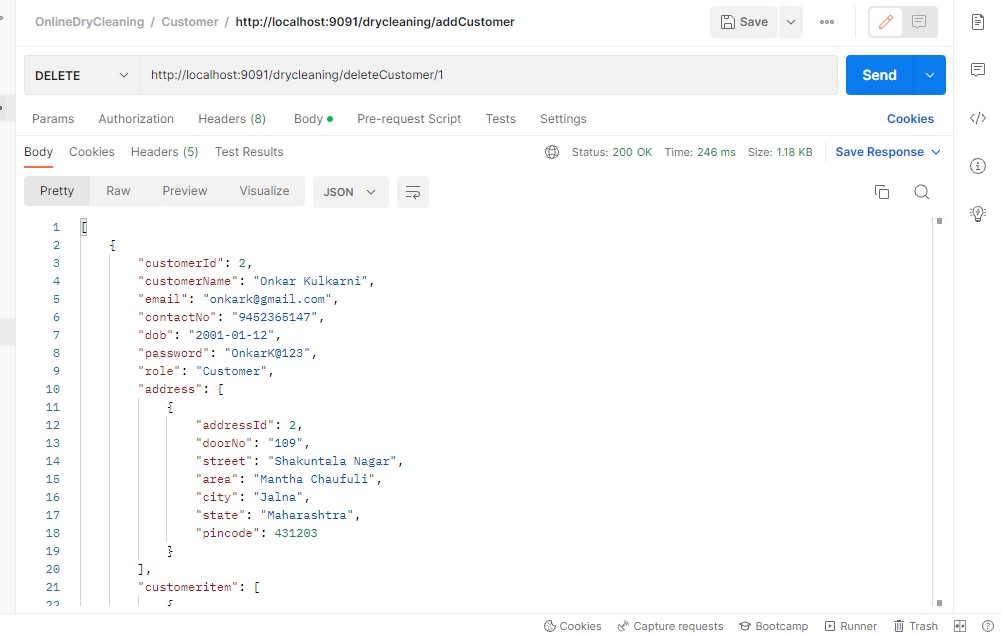 OnlineDryCleaning / Customer / http://localhost:9091/drycleaning/addCustomer
Save
DELETE http://localhost:9091/drycleaning/deleteCustomer/1 Send
Params Authorization Headers (8) Body Pre-request Script Tests Settings Cookies
Body Cookies Headers (5) Test Results Status: 200 OK Time: 246 ms Size: 1.18 KB Save Response
Pretty Raw Preview Visualize JSON
1 [
2 {
3 "customerId": 2,
4 "customerName": "Onkar Kulkarni",
5 "email": "onkark@gmail.com",
6 "contactNo": "9452365147",
7 "dob": "2001-01-12",
8 "password": "OnkarK@123",
9 "role": "Customer",
10 "address": [
11 {
12 "addressId": 2,
13 "doorNo": "109",
14 "street": "Shakuntala Nagar",
15 "area": "Mantha Chaufuli",
16 "city": "Jalna",
17 "state": "Maharashtra",
18 "pincode": 431203
19 }
20 ],
21 "customeritem": [
22 {
Cookies Capture requests Bootcamp Runner Trash